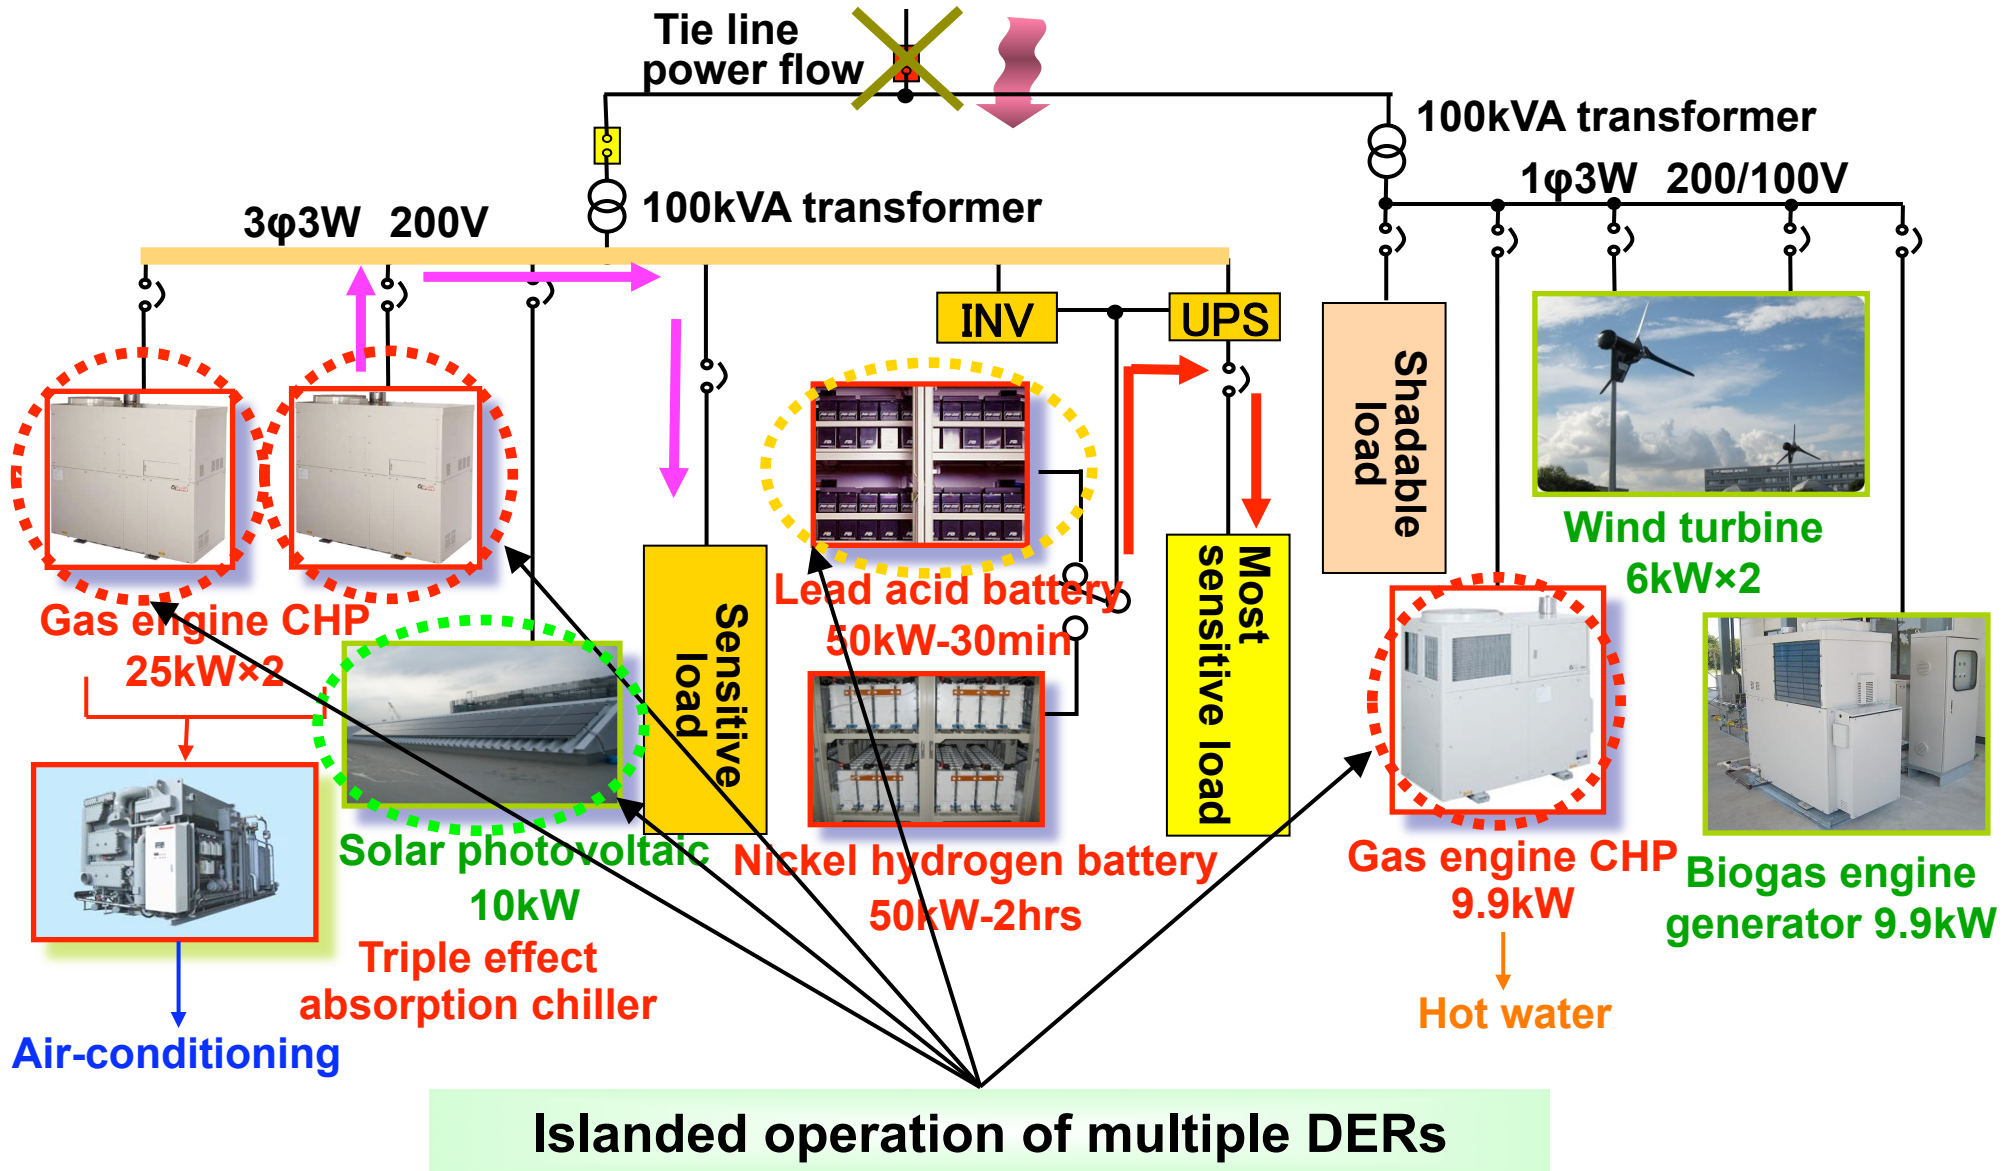 Tie line
power flow
100kVA transformer
1φ3W 200/100V
100kVA transformer
3φ3W 200V
INV
UPS
Shadable
load
Wind turbine
6kW×2
Most
sensitive load
Sensitive
load
Lead acid battery
50kW-30min
Gas engine CHP
25kW×2
Solar photovoltaic
10kW
Nickel hydrogen battery
50kW-2hrs
Gas engine CHP
9.9kW
Biogas engine
generator 9.9kW
Triple effect
absorption chiller
Hot water
Air-conditioning
Islanded operation of multiple DERs